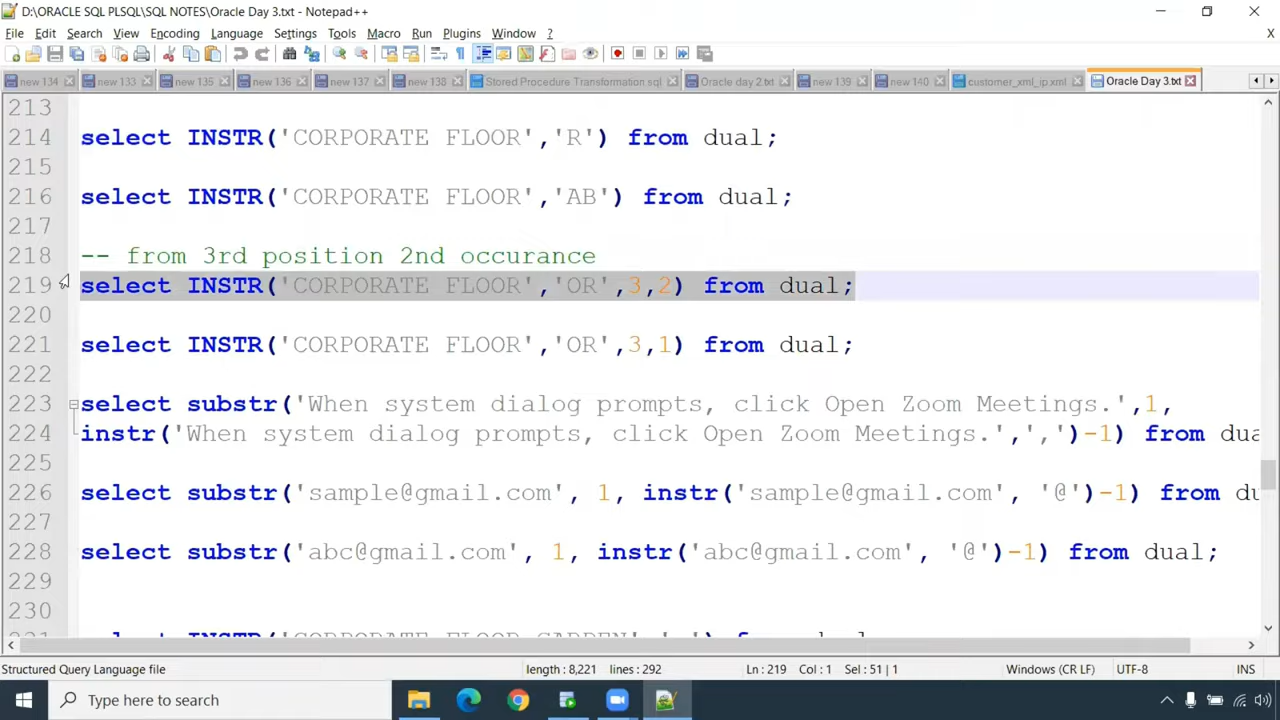 D:\ORACLE SQL PLSQL\SQL NOTES\Oracle Day 3.txt - Notepad++
File Edit Search View Encoding Language Settings Tools Macro Run Plugins Window ? X
new 134 new 133 new 135 new 136 new 137 new 138 Stored Procedure Transformation.sql Oracle day 2.txt new 139 new 140 customer_xml_ip.xml Oracle Day 3.txt
213
214 select INSTR('CORPORATE FLOOR','R') from dual;
215
216 select INSTR('CORPORATE FLOOR','AB') from dual;
217
218 -- from 3rd position 2nd occurance
219 select INSTR('CORPORATE FLOOR','OR',3,2) from dual;
220
221 select INSTR('CORPORATE FLOOR','OR',3,1) from dual;
222
223 select substr('When system dialog prompts, click Open Zoom Meetings.',1,
224 instr('When system dialog prompts, click Open Zoom Meetings.',',')-1) from dua
225
226 select substr('sample@gmail.com', 1, instr('sample@gmail.com', '@')-1) from du
227
228 select substr('abc@gmail.com', 1, instr('abc@gmail.com', '@')-1) from dual;
229
230
Structured Query Language file length : 8,221 lines : 292 Ln : 219 Col : 1 Sel : 51 | 1 Windows (CR LF) UTF-8 INS
Type here to search